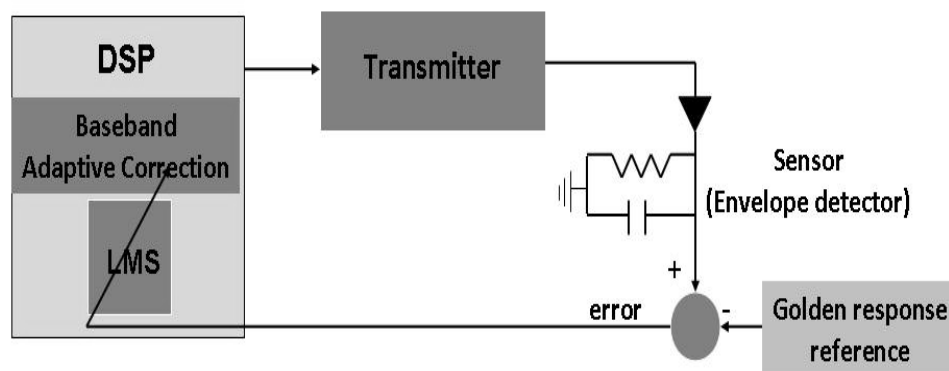 DSP
Baseband
Adaptive Correction
LMS
Transmitter
Sensor
(Envelope detector)
+
-
error
Golden response
reference